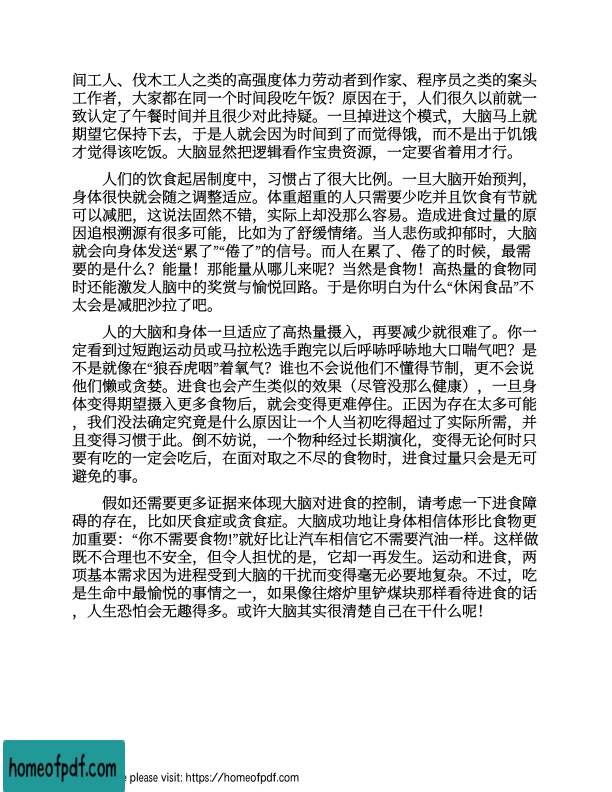 间工人、伐木工人之类的高强度体力劳动者到作家、程序员之类的案头
工作者，大家都在同一个时间段吃午饭？原因在于，人们很久以前就一
致认定了午餐时间并且很少对此持疑。一旦掉进这个模式，大脑马上就
期望它保持下去，于是人就会因为时间到了而觉得饿，而不是出于饥饿
才觉得该吃饭。大脑显然把逻辑看作宝贵资源，一定要省着用才行。
人们的饮食起居制度中，习惯占了很大比例。一旦大脑开始预判，
身体很快就会随之调整适应。体重超重的人只需要少吃并且饮食有节就
可以减肥，这说法固然不错，实际上却没那么容易。造成进食过量的原
因追根溯源有很多可能，比如为了舒缓情绪。当人悲伤或抑郁时，大脑
就会向身体发送“累了”“倦了”的信号。而人在累了、倦了的时候，最需
要的是什么？能量！那能量从哪儿来呢？当然是食物！高热量的食物同
时还能激发人脑中的奖赏与愉悦回路。于是你明白为什么“休闲食品”不
太会是减肥沙拉了吧。
人的大脑和身体一旦适应了高热量摄入，再要减少就很难了。你一
定看到过短跑运动员或马拉松选手跑完以后呼哧呼哧地大口喘气吧？是
不是就像在“狼吞虎咽”着氧气？谁也不会说他们不懂得节制，更不会说
他们懒或贪婪。进食也会产生类似的效果（尽管没那么健康），一旦身
体变得期望摄入更多食物后，就会变得更难停住。正因为存在太多可能
，我们没法确定究竟是什么原因让一个人当初吃得超过了实际所需，并
且变得习惯于此。倒不妨说，一个物种经过长期演化，变得无论何时只
要有吃的一定会吃后，在面对取之不尽的食物时，进食过量只会是无可
避免的事。
假如还需要更多证据来体现大脑对进食的控制，请考虑一下进食障
碍的存在，比如厌食症或贪食症。大脑成功地让身体相信体形比食物更
加重要：“你不需要食物!”就好比让汽车相信它不需要汽油一样。这样做
既不合理也不安全，但令人担忧的是，它却一再发生。运动和进食，两
项基本需求因为进程受到大脑的干扰而变得毫无必要地复杂。不过，吃
是生命中最愉悦的事情之一，如果像往熔炉里铲煤块那样看待进食的话
，人生恐怕会无趣得多。或许大脑其实很清楚自己在干什么呢！
homeofpdf.com
e please visit: https://homeofpdf.com